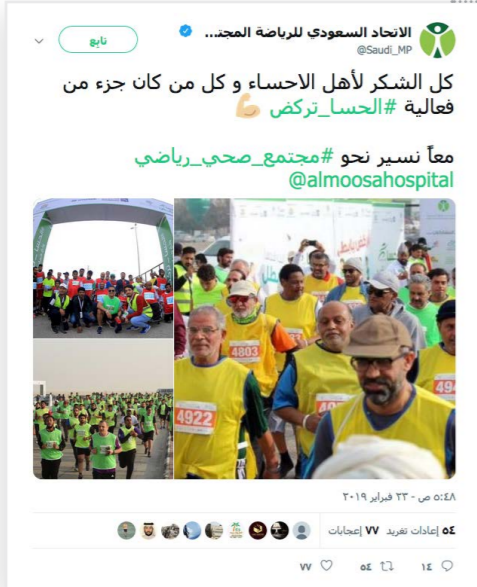 الاتحاد السعودي للرياضة المجتـ...
@Saudi_MP
تابع
كل الشكر لأهل الاحساء و كل من كان جزء من
فعالية #الحسا_تركض
معاً نسير نحو #مجتمع_صحي_رياضي
@almoosahospital
4803
4922
٥:٤٨ ص - ٢٣ فبراير ٢٠١٩
٥٤ إعادات تغريد ٧٧ إعجابات
١٤ ٥٤ ٧٧